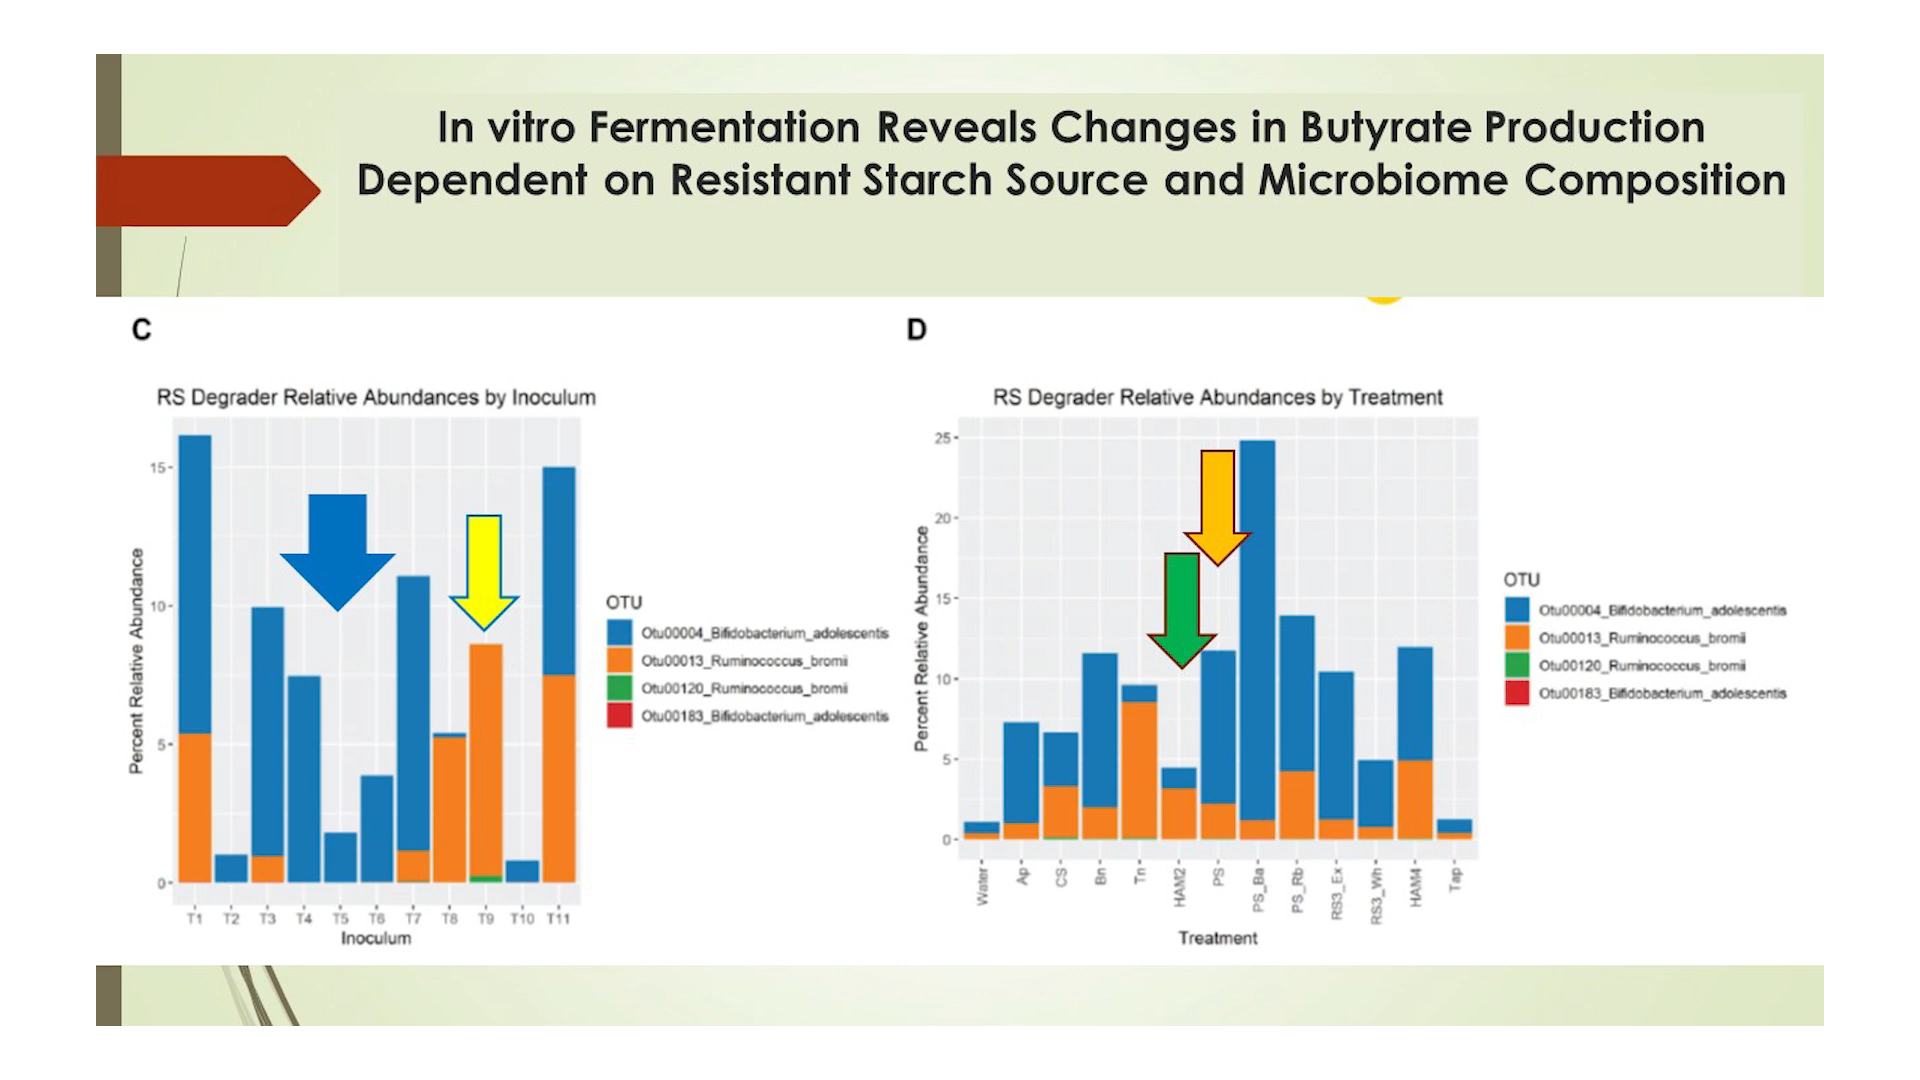 In vitro Fermentation Reveals Changes in Butyrate Production
Dependent on Resistant Starch Source and Microbiome Composition
C
RS Degrader Relative Abundances by Inoculum
Percent Relative Abundance
15
10
5
0
T1 T2 T3 T4 T5 T6 T7 T8 T9 T10 T11
Inoculum
OTU
Otu00004_Bifidobacterium_adolescentis
Otu00013_Ruminococcus_bromii
Otu00120_Ruminococcus_bromii
Otu00183_Bifidobacterium_adolescentis
D
RS Degrader Relative Abundances by Treatment
Percent Relative Abundance
25
20
15
10
5
0
Water Ap CS Bn Tn HAM2 PS PS_Ba PS_Rb RS3_Ex RS3_Wh HAM4 Tap
Treatment
OTU
Otu00004_Bifidobacterium_adolescentis
Otu00013_Ruminococcus_bromii
Otu00120_Ruminococcus_bromii
Otu00183_Bifidobacterium_adolescentis